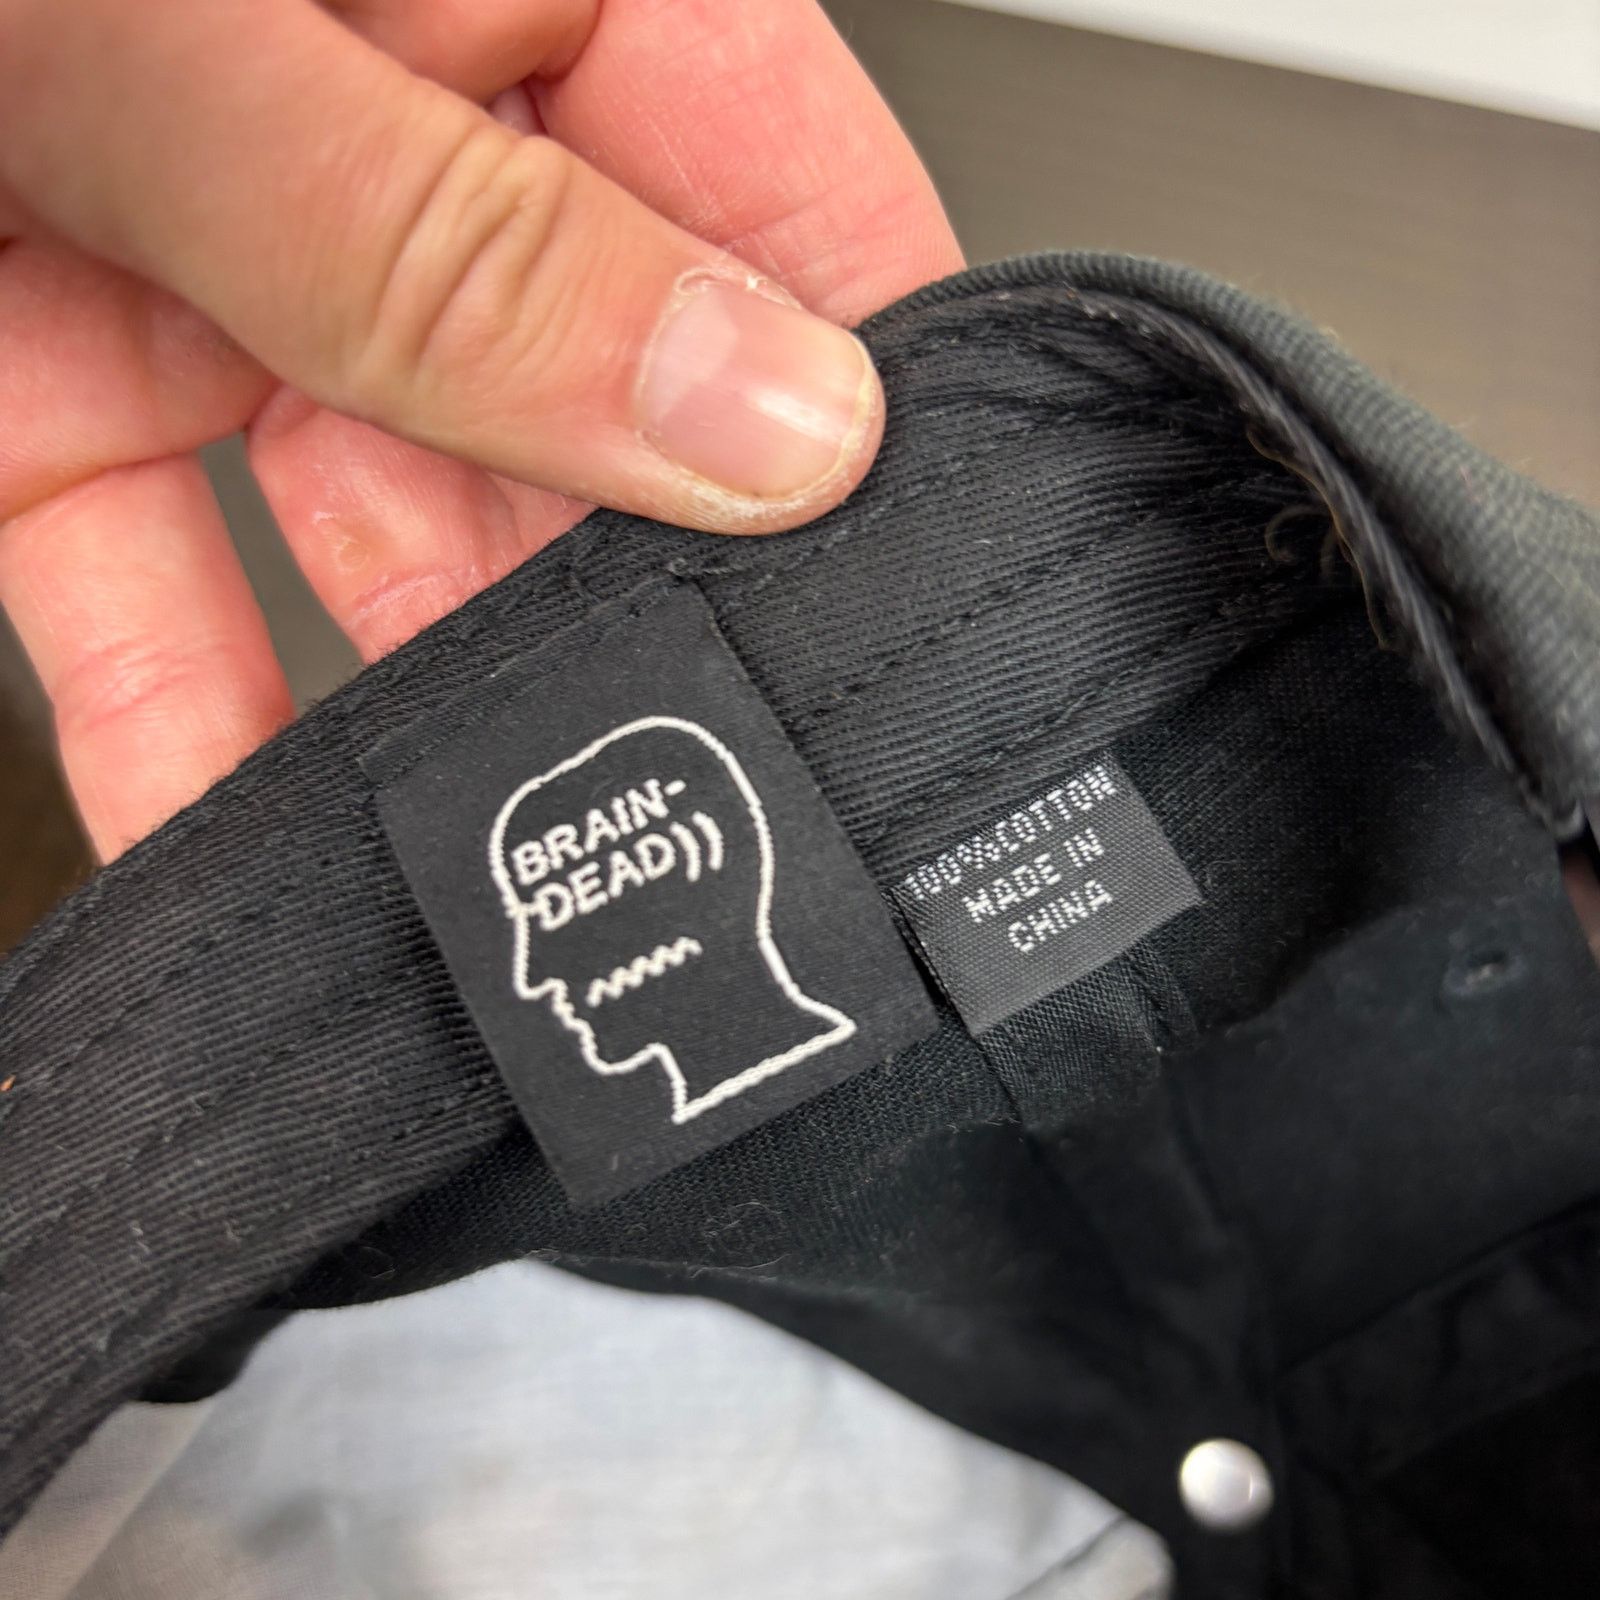 BRAIN-
DEAD))
100%COTTON
MADE IN
CHINA